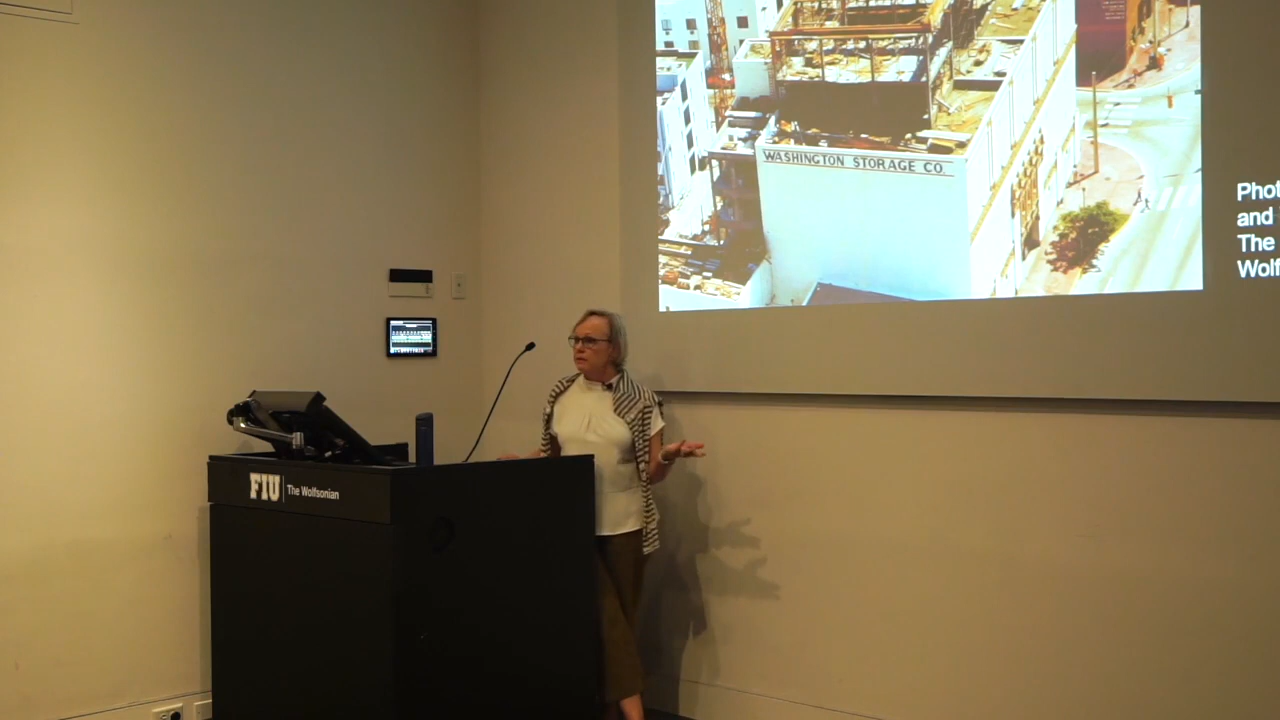 WASHINGTON STORAGE CO.
Phot
and
The
Wolf
FIU The Wolfsonian